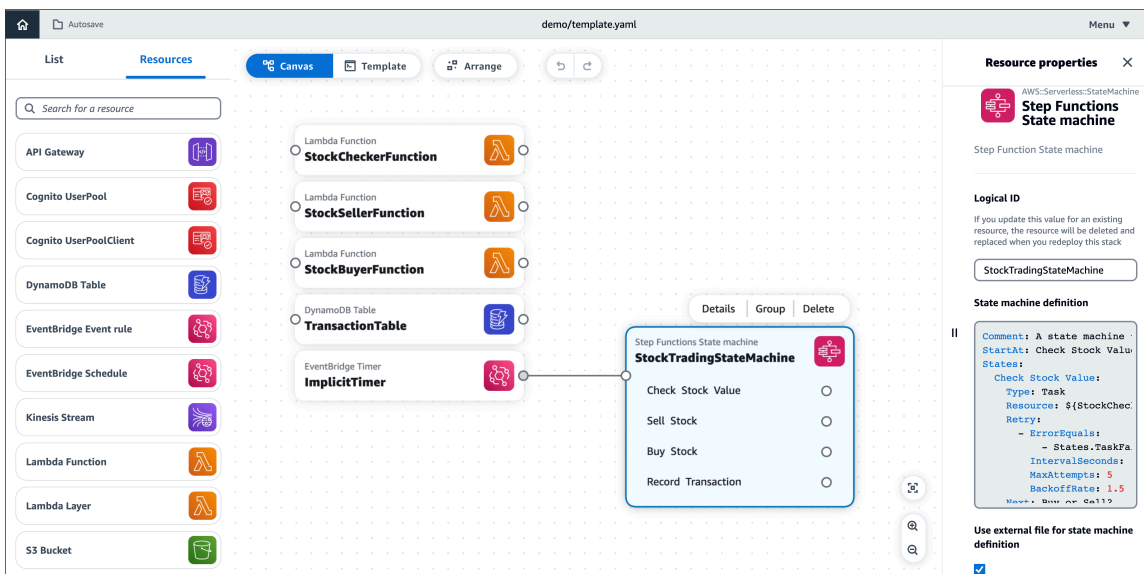 Autosave
demo/template.yaml
Menu
List
Resources
Search for a resource
API Gateway
Cognito UserPool
Cognito UserPoolClient
DynamoDB Table
EventBridge Event rule
EventBridge Schedule
Kinesis Stream
Lambda Function
Lambda Layer
S3 Bucket
Canvas
Template
Arrange
Lambda Function
StockCheckerFunction
Lambda Function
StockSellerFunction
Lambda Function
StockBuyerFunction
DynamoDB Table
TransactionTable
EventBridge Timer
ImplicitTimer
Details
Group
Delete
Step Functions State machine
StockTradingStateMachine
Check Stock Value
Sell Stock
Buy Stock
Record Transaction
Resource properties
AWS::Serverless::StateMachine
Step Functions
State machine
Step Function State machine
Logical ID
If you update this value for an existing
resource, the resource will be deleted and
replaced when you redeploy this stack
StockTradingStateMachine
State machine definition
Comment: A state machine
StartAt: Check Stock Valu
States:
Check Stock Value:
Type: Task
Resource: ${StockChec
Retry:
- ErrorEquals:
- States.TaskFa
IntervalSeconds:
MaxAttempts: 5
BackoffRate: 1.5
Next: Buy or Sell?
Use external file for state machine
definition